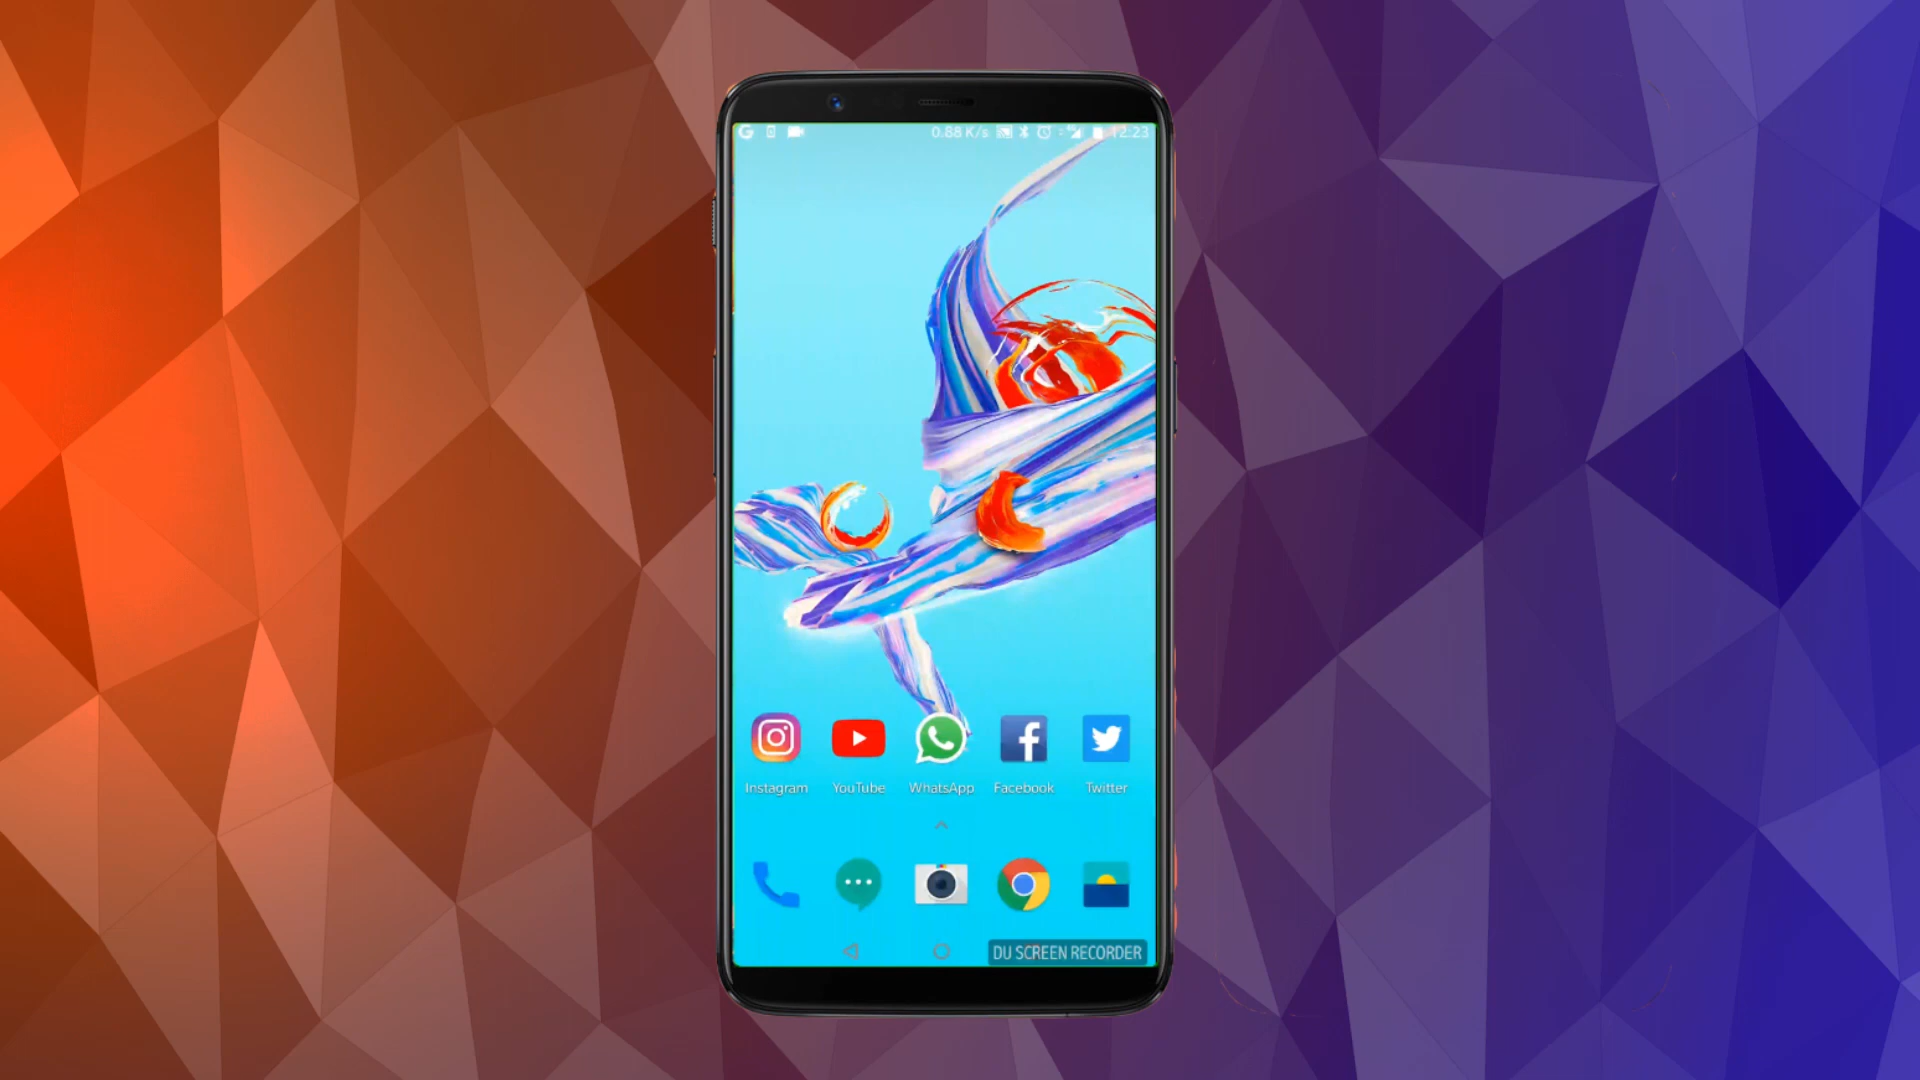 0.88 K/s 12:23
Instagram YouTube WhatsApp Facebook Twitter
DU SCREEN RECORDER